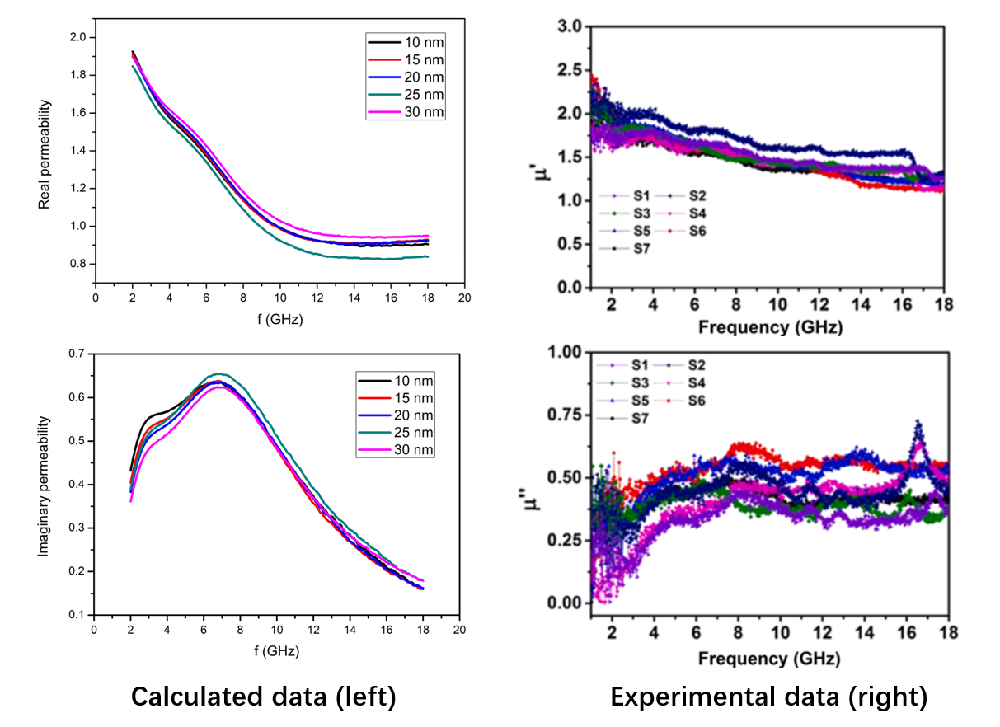 2.0
1.8
1.6
1.4
1.2
1.0
0.8
0 2 4 6 8 10 12 14 16 18 20
Real permeability
f (GHz)
10 nm
15 nm
20 nm
25 nm
30 nm
3.0
2.5
2.0
1.5
1.0
0.5
0.0
2 4 6 8 10 12 14 16 18
μ'
Frequency (GHz)
S1 S2
S3 S4
S5 S6
S7
0.7
0.6
0.5
0.4
0.3
0.2
0.1
0 2 4 6 8 10 12 14 16 18 20
Imaginary permeability
f (GHz)
10 nm
15 nm
20 nm
25 nm
30 nm
1.00
0.75
0.50
0.25
0.00
2 4 6 8 10 12 14 16 18
μ"
Frequency (GHz)
S1 S2
S3 S4
S5 S6
S7
Calculated data (left)
Experimental data (right)